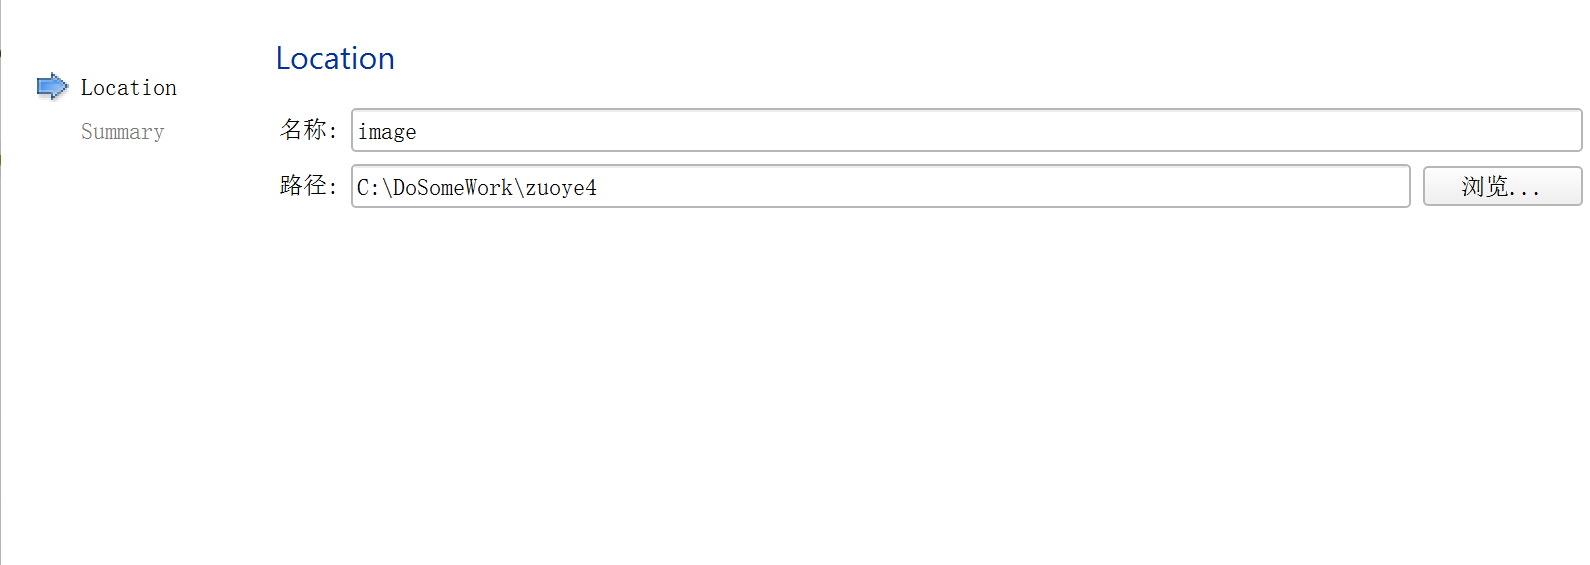 Location
Summary
Location
名称:
image
路径:
C:\DoSomeWork\zuoye4
浏览...